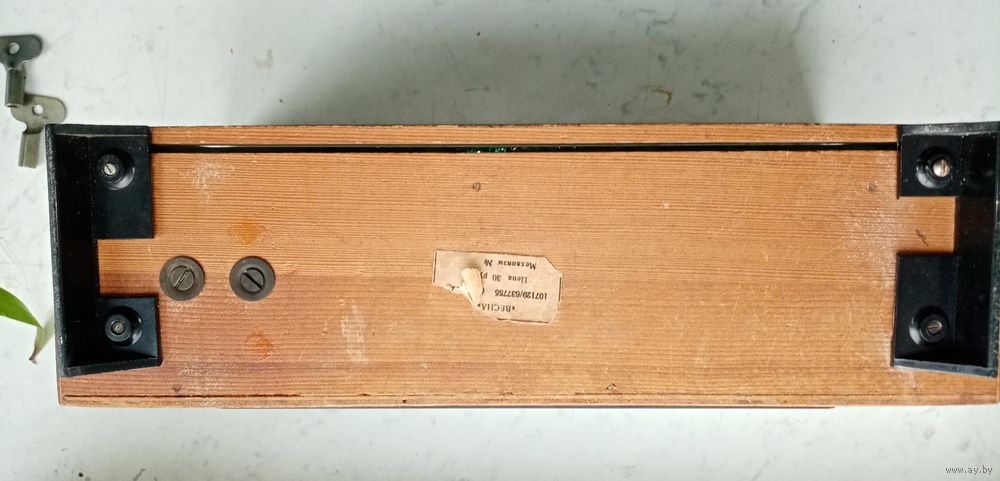 «ВЕСНА»
107129/637755
Цена 30 р
Механизм №
www.ay.by